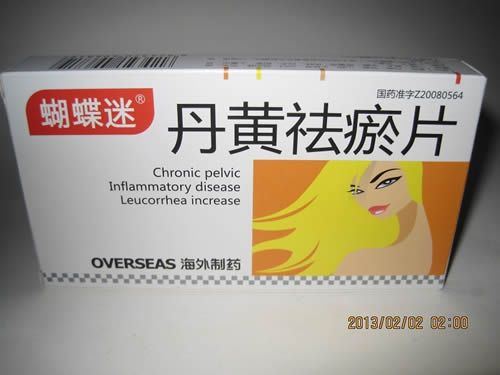 蝴蝶迷®
国药准字Z20080564
丹黄祛瘀片
Chronic pelvic
Inflammatory disease
Leucorrhea increase
OVERSEAS 海外制药
2013/02/02 02:00